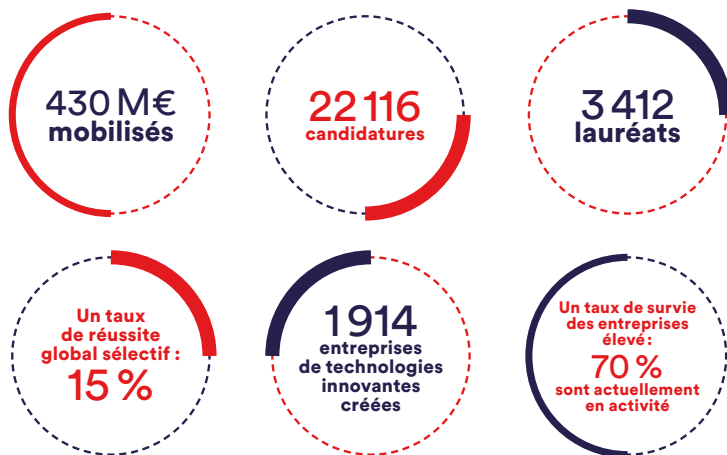 430 M€
mobilisés
22 116
candidatures
3 412
lauréats
Un taux
de réussite
global sélectif :
15 %
1 914
entreprises
de technologies
innovantes
créées
Un taux de survie
des entreprises
élevé :
70 %
sont actuellement
en activité